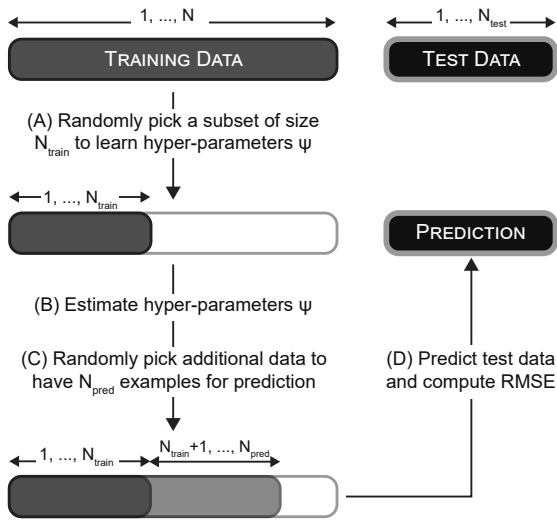 1, ..., N
1, ..., N_test
TRAINING DATA
TEST DATA
(A) Randomly pick a subset of size
N_train to learn hyper-parameters ψ
1, ..., N_train
PREDICTION
(B) Estimate hyper-parameters ψ
(C) Randomly pick additional data to
have N_pred examples for prediction
(D) Predict test data
and compute RMSE
1, ..., N_train
N_train+1, ..., N_pred